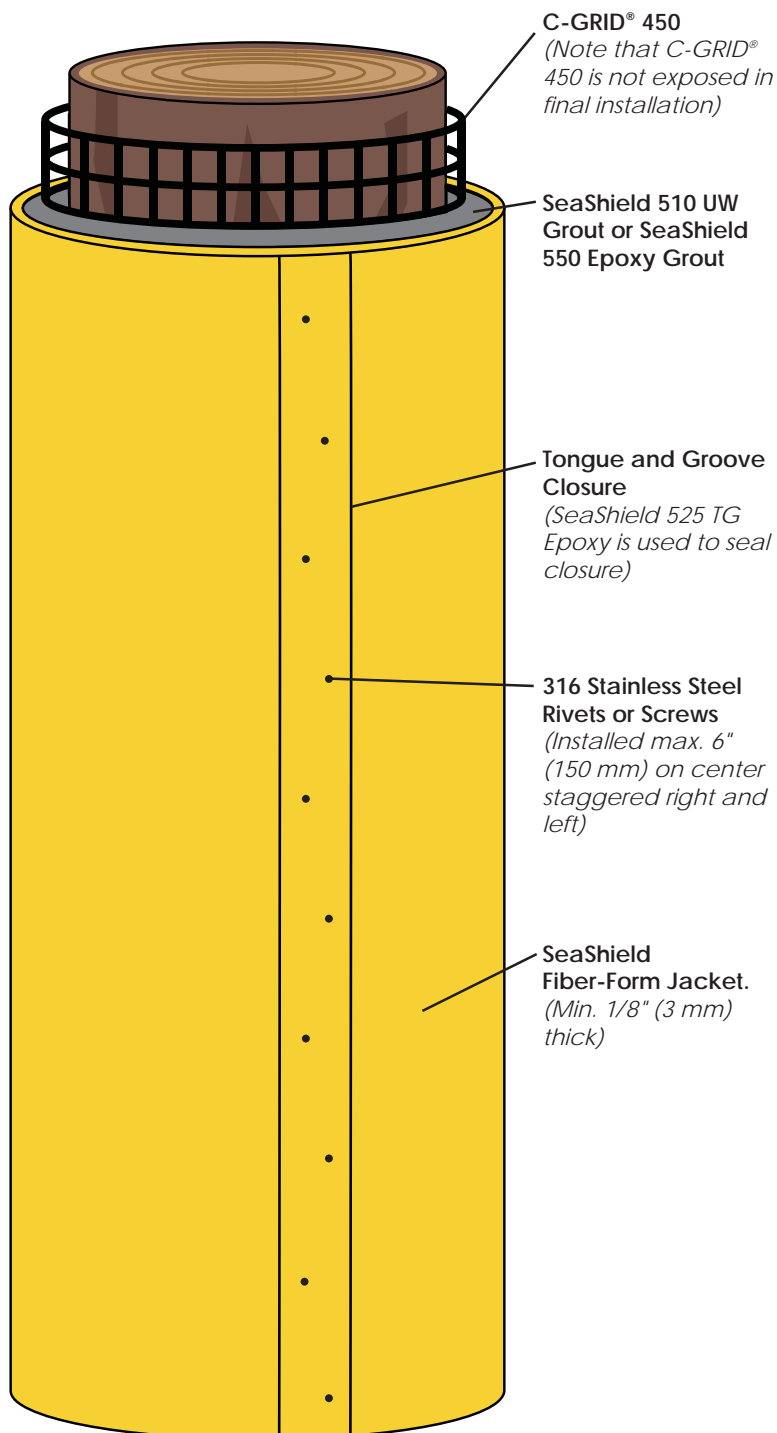 C-GRID® 450
(Note that C-GRID®
450 is not exposed in
final installation)
SeaShield 510 UW
Grout or SeaShield
550 Epoxy Grout
Tongue and Groove
Closure
(SeaShield 525 TG
Epoxy is used to seal
closure)
316 Stainless Steel
Rivets or Screws
(Installed max. 6"
(150 mm) on center
staggered right and
left)
SeaShield
Fiber-Form Jacket.
(Min. 1/8" (3 mm)
thick)